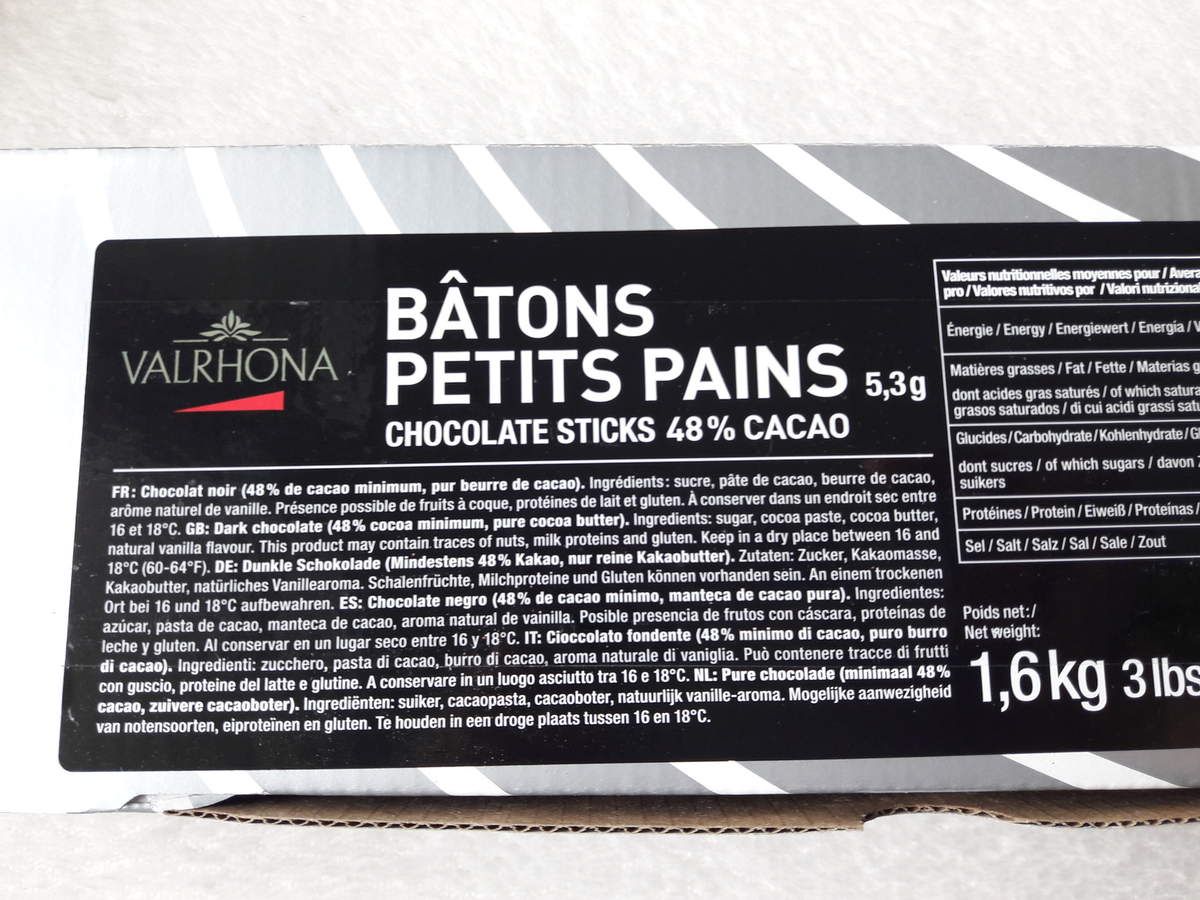 VALRHONA
BÂTONS
PETITS PAINS 5,3g
CHOCOLATE STICKS 48% CACAO
FR: Chocolat noir (48% de cacao minimum, pur beurre de cacao). Ingrédients: sucre, pâte de cacao, beurre de cacao,
arôme naturel de vanille. Présence possible de fruits à coque, protéines de lait et gluten. À conserver dans un endroit sec entre
16 et 18°C. GB: Dark chocolate (48% cocoa minimum, pure cocoa butter). Ingredients: sugar, cocoa paste, cocoa butter,
natural vanilla flavour. This product may contain traces of nuts, milk proteins and gluten. Keep in a dry place between 16 and
18°C (60-64°F). DE: Dunkle Schokolade (Mindestens 48% Kakao, nur reine Kakaobutter). Zutaten: Zucker, Kakaomasse,
Kakaobutter, natürliches Vanillearoma. Schalenfrüchte, Milchproteine und Gluten können vorhanden sein. An einem trockenen
Ort bei 16 und 18°C aufbewahren. ES: Chocolate negro (48% de cacao mínimo, manteca de cacao pura). Ingredientes:
azúcar, pasta de cacao, manteca de cacao, aroma natural de vainilla. Posible presencia de frutos con cáscara, proteínas de
leche y gluten. Al conservar en un lugar seco entre 16 y 18°C. IT: Cioccolato fondente (48% minimo di cacao, puro burro
di cacao). Ingredienti: zucchero, pasta di cacao, burro di cacao, aroma naturale di vaniglia. Può contenere tracce di frutti
con guscio, proteine del latte e glutine. A conservare in un luogo asciutto tra 16 e 18°C. NL: Pure chocolade (minimaal 48%
cacao, zuivere cacaoboter). Ingrediënten: suiker, cacaopasta, cacaoboter, natuurlijk vanille-aroma. Mogelijke aanwezigheid
van notensoorten, eiproteïnen en gluten. Te houden in een droge plaats tussen 16 en 18°C.
Valeurs nutritionnelles moyennes pour /
pro / Valores nutritivos por / Valori
Énergie / Energy / Energiewert / Energía /
Matières grasses / Fat / Fette / Materias
dont acides gras saturés / of which
grasos saturados / di cui acidi grassi
Glucides / Carbohydrate / Kohlenhydrate /
dont sucres / of which sugars / davon
suikers
Protéines / Protein / Eiweiß / Proteínas /
Sel / Salt / Salz / Sal / Sale / Zout
Poids net:/
Net weight:
1,6 kg 3 lbs